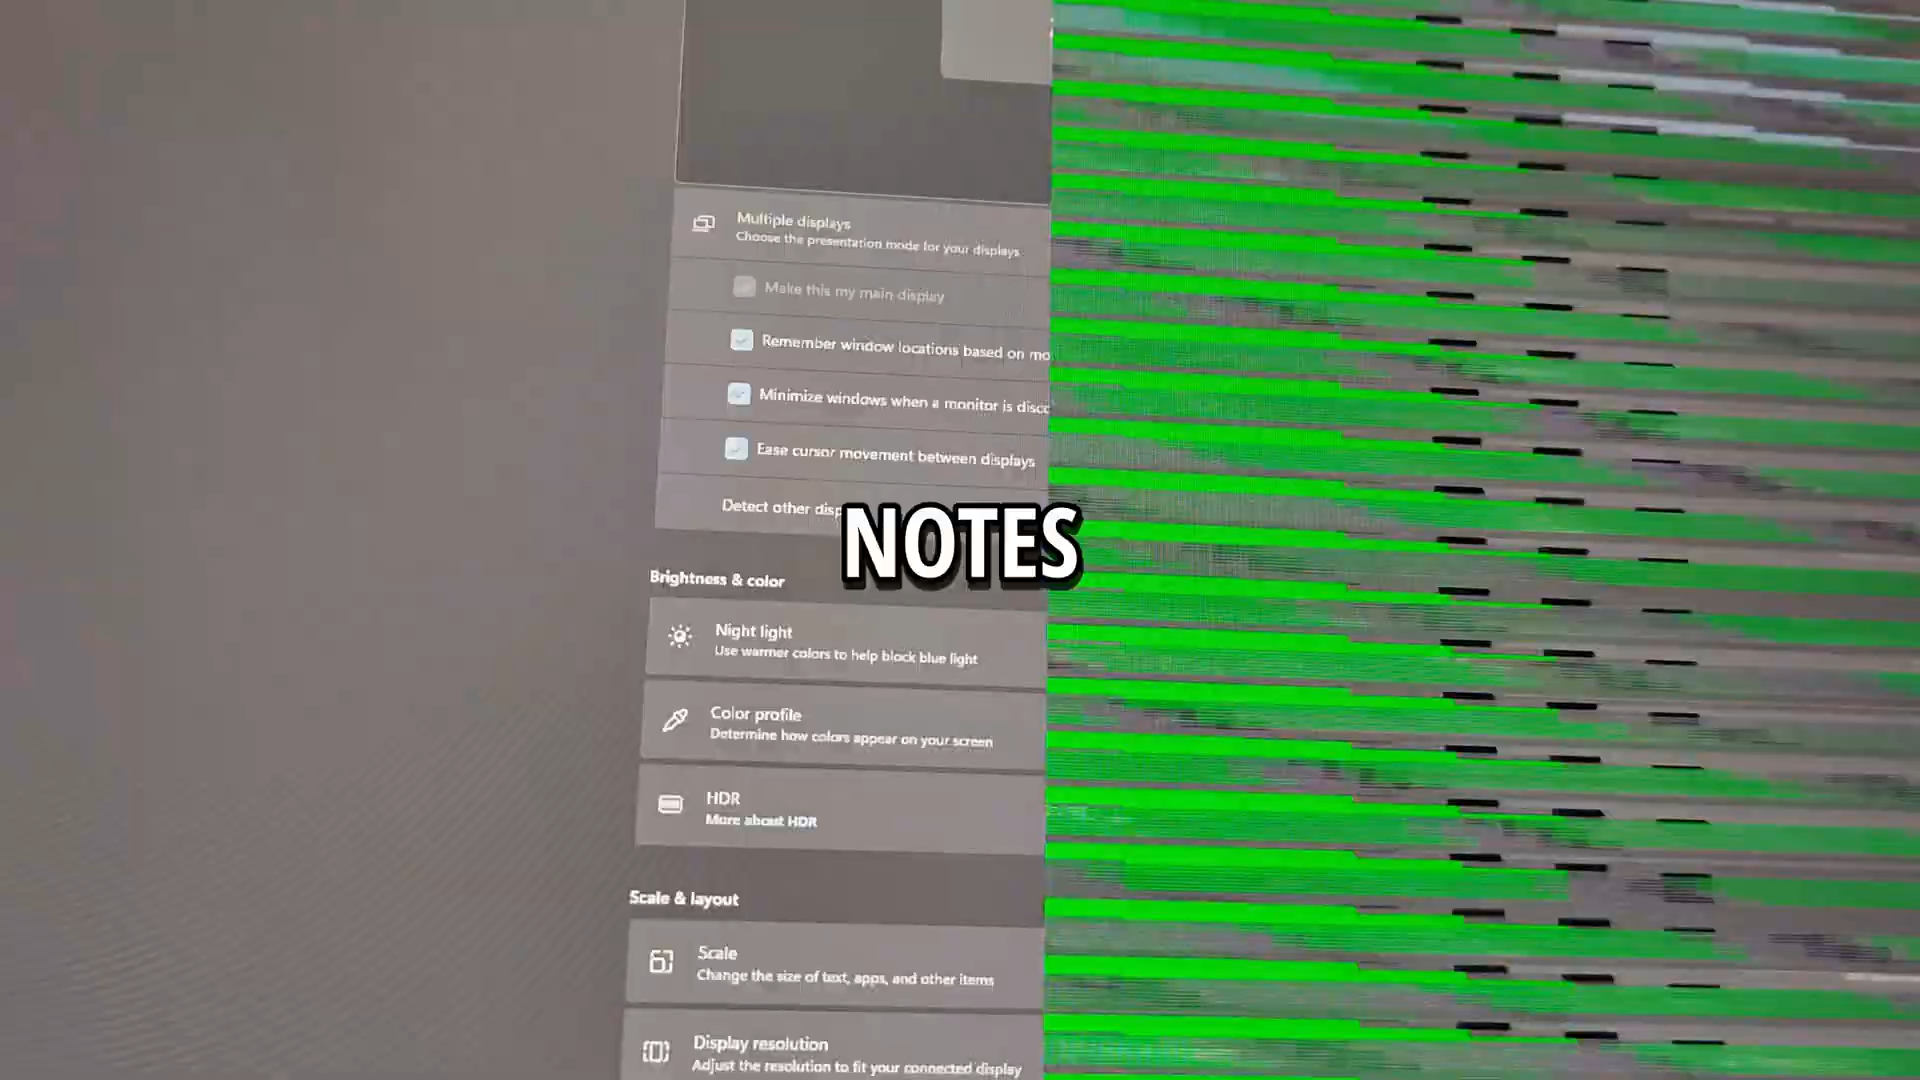 Multiple displays
Choose the presentation mode for your displays
Make this my main display
Remember window locations based on mo
Minimize windows when a monitor is disc
Ease cursor movement between displays
Detect other disp
NOTES
Brightness & color
Night light
Use warmer colors to help block blue light
Color profile
Determine how colors appear on your screen
HDR
More about HDR
Scale & layout
Scale
Change the size of text, apps, and other items
Display resolution
Adjust the resolution to fit your connected display